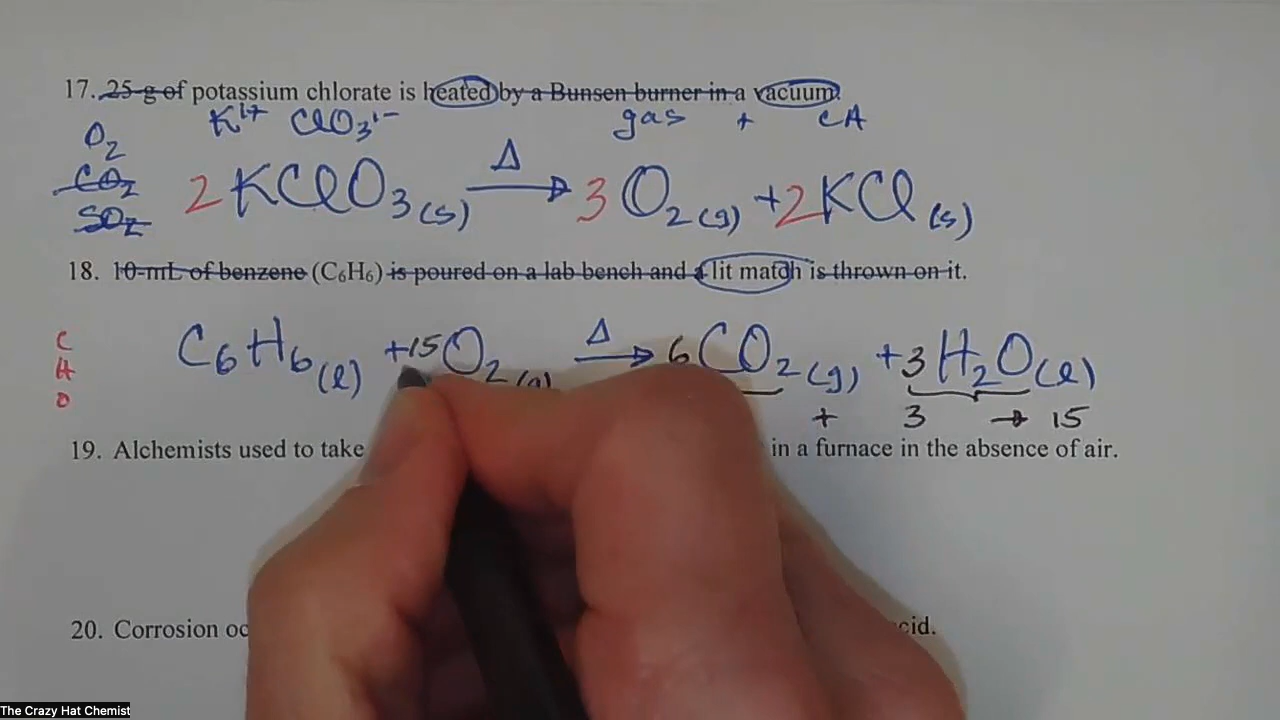 17. 25-g of potassium chlorate is heated by a Bunsen burner in a vacuum.
K¹⁺ ClO₃¹⁻ gas + CA
O₂
CO₂
SO₂
2KClO₃(s) Δ→ 3O₂(g) + 2KCl(s)
18. 10-mL of benzene (C₆H₆) is poured on a lab bench and a lit match is thrown on it.
C
H
O
C₆H₆(l) + 15O₂(g) Δ→ 6CO₂(g) + 3H₂O(l)
+ 3 → 15
19. Alchemists used to take in a furnace in the absence of air.
20. Corrosion
The Crazy Hat Chemist